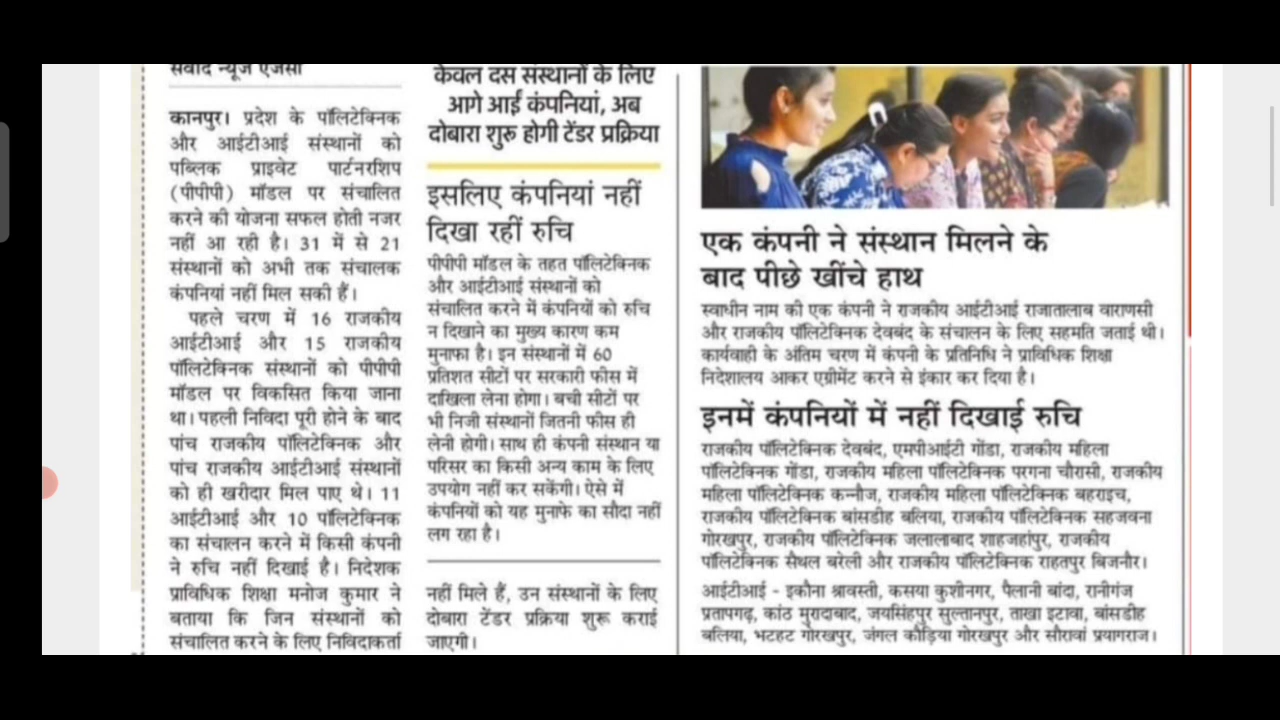 संवाद न्यूज एजेंसी
कानपुर। प्रदेश के पॉलिटेक्निक
और आईटीआई संस्थानों को
पब्लिक प्राइवेट पार्टनरशिप
(पीपीपी) मॉडल पर संचालित
करने की योजना सफल होती नजर
नहीं आ रही है। 31 में से 21
संस्थानों को अभी तक संचालक
कंपनियां नहीं मिल सकी हैं।
पहले चरण में 16 राजकीय
आईटीआई और 15 राजकीय
पॉलिटेक्निक संस्थानों को पीपीपी
मॉडल पर विकसित किया जाना
था। पहली निविदा पूरी होने के बाद
पांच राजकीय पॉलिटेक्निक और
पांच राजकीय आईटीआई संस्थानों
को ही खरीदार मिल पाए थे। 11
आईटीआई और 10 पॉलिटेक्निक
का संचालन करने में किसी कंपनी
ने रुचि नहीं दिखाई है। निदेशक
प्राविधिक शिक्षा मनोज कुमार ने
बताया कि जिन संस्थानों को
संचालित करने के लिए निविदाकर्ता
केवल दस संस्थानों के लिए
आगे आईं कंपनियां, अब
दोबारा शुरू होगी टेंडर प्रक्रिया
इसलिए कंपनियां नहीं
दिखा रहीं रुचि
पीपीपी मॉडल के तहत पॉलिटेक्निक
और आईटीआई संस्थानों को
संचालित करने में कंपनियों को रुचि
न दिखाने का मुख्य कारण कम
मुनाफा है। इन संस्थानों में 60
प्रतिशत सीटों पर सरकारी फीस में
दाखिला लेना होगा। बची सीटों पर
भी निजी संस्थानों जितनी फीस ही
लेनी होगी। साथ ही कंपनी संस्थान या
परिसर का किसी अन्य काम के लिए
उपयोग नहीं कर सकेंगी। ऐसे में
कंपनियों को यह मुनाफे का सौदा नहीं
लग रहा है।
नहीं मिले हैं, उन संस्थानों के लिए
दोबारा टेंडर प्रक्रिया शुरू कराई
जाएगी।
एक कंपनी ने संस्थान मिलने के
बाद पीछे खींचे हाथ
स्वाधीन नाम की एक कंपनी ने राजकीय आईटीआई राजातालाब वाराणसी
और राजकीय पॉलिटेक्निक देवबंद के संचालन के लिए सहमति जताई थी।
कार्यवाही के अंतिम चरण में कंपनी के प्रतिनिधि ने प्राविधिक शिक्षा
निदेशालय आकर एग्रीमेंट करने से इंकार कर दिया है।
इनमें कंपनियों में नहीं दिखाई रुचि
राजकीय पॉलिटेक्निक देवबंद, एमपीआईटी गोंडा, राजकीय महिला
पॉलिटेक्निक गोंडा, राजकीय महिला पॉलिटेक्निक परगना चौरासी, राजकीय
महिला पॉलिटेक्निक कन्नौज, राजकीय महिला पॉलिटेक्निक बहराइच,
राजकीय पॉलिटेक्निक बांसडीह बलिया, राजकीय पॉलिटेक्निक सहजवना
गोरखपुर, राजकीय पॉलिटेक्निक जलालाबाद शाहजहांपुर, राजकीय
पॉलिटेक्निक सैथल बरेली और राजकीय पॉलिटेक्निक राहतपुर बिजनौर।
आईटीआई - इकौना श्रावस्ती, कसया कुशीनगर, पैलानी बांदा, रानीगंज
प्रतापगढ़, कांठ मुरादाबाद, जयसिंहपुर सुल्तानपुर, ताखा इटावा, बांसडीह
बलिया, भटहट गोरखपुर, जंगल कौड़िया गोरखपुर और सौरावां प्रयागराज।